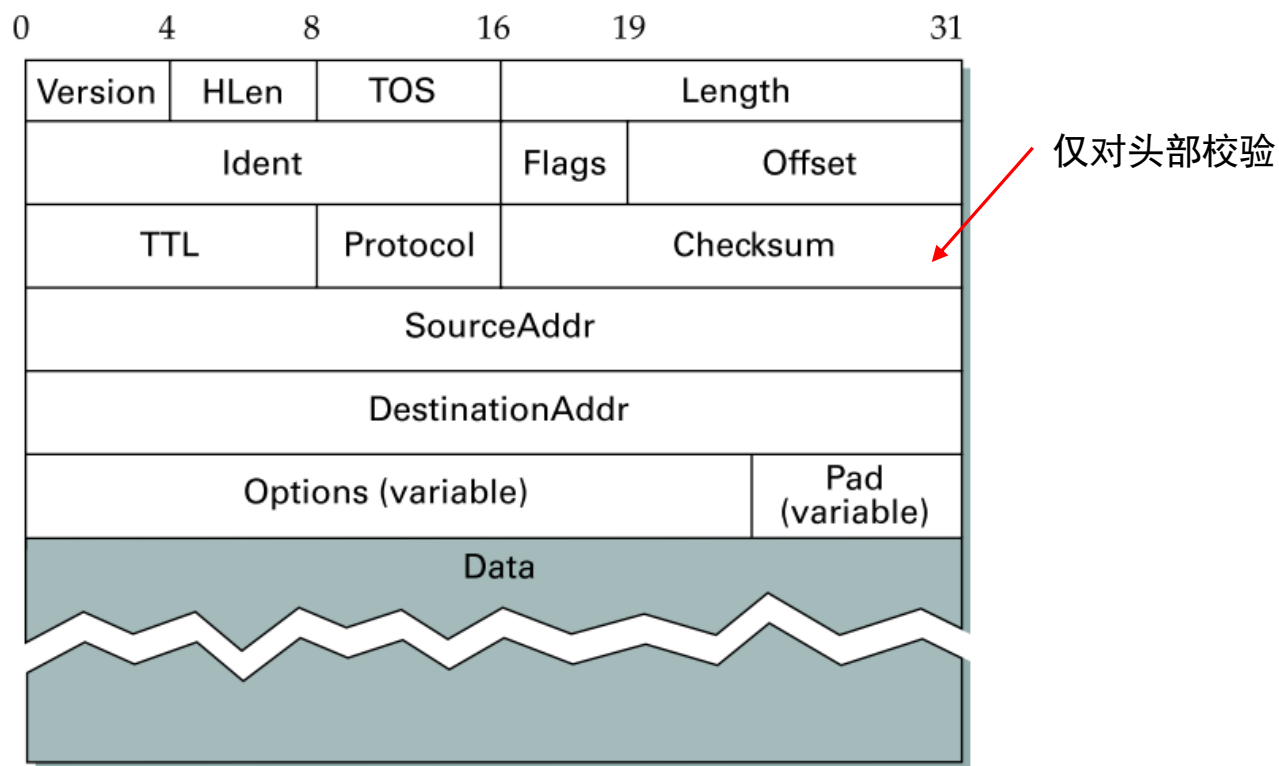 0 4 8 16 19 31
Version HLen TOS Length
Ident Flags Offset
仅对头部校验
TTL Protocol Checksum
SourceAddr
DestinationAddr
Options (variable) Pad
(variable)
Data